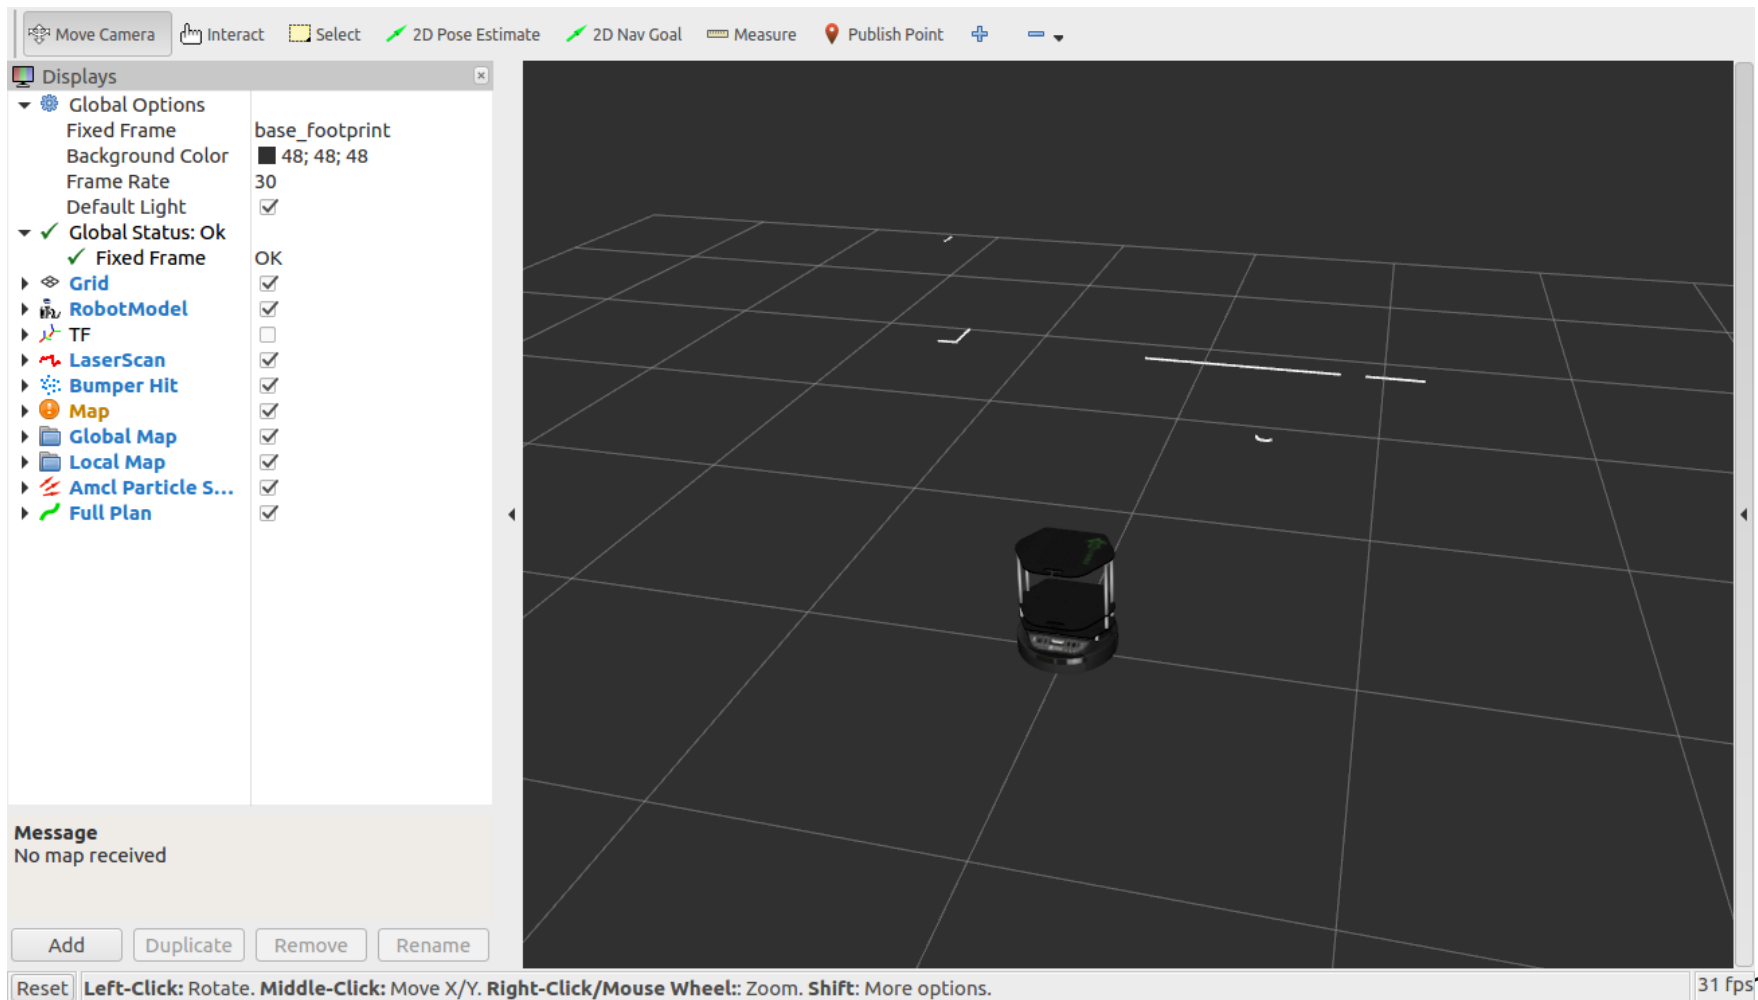 Move Camera Interact Select 2D Pose Estimate 2D Nav Goal Measure Publish Point
Displays
Global Options
Fixed Frame base_footprint
Background Color 48; 48; 48
Frame Rate 30
Default Light
Global Status: Ok
Fixed Frame OK
Grid
RobotModel
TF
LaserScan
Bumper Hit
Map
Global Map
Local Map
Amcl Particle S...
Full Plan
Message
No map received
Add Duplicate Remove Rename
Reset Left-Click: Rotate. Middle-Click: Move X/Y. Right-Click/Mouse Wheel:: Zoom. Shift: More options. 31 fps